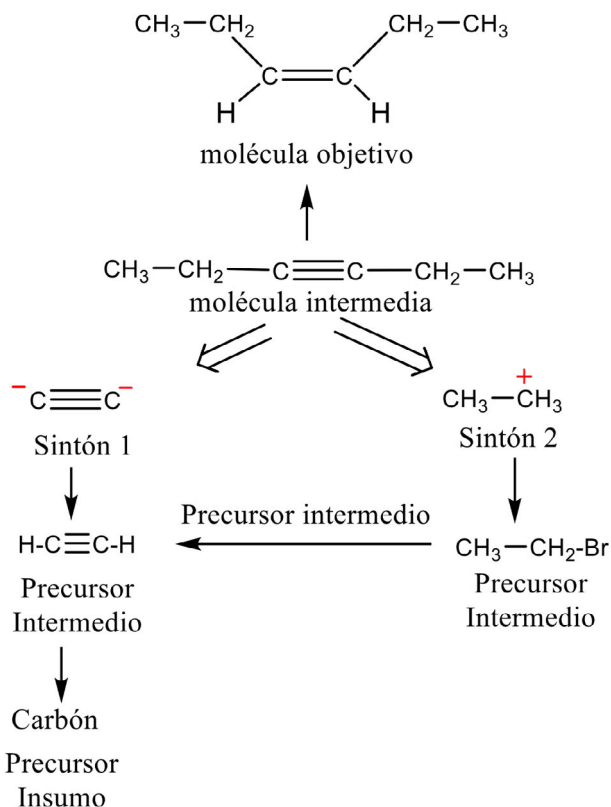 CH₃—CH₂ CH₂—CH₃
C=C
H H
molécula objetivo
CH₃—CH₂—C≡C—CH₂—CH₃
molécula intermedia
⁻C≡C⁻
CH₃—CH₃⁺
Sintón 1
Sintón 2
Precursor intermedio
H-C≡C-H
CH₃—CH₂-Br
Precursor
Intermedio
Precursor
Intermedio
Carbón
Precursor
Insumo